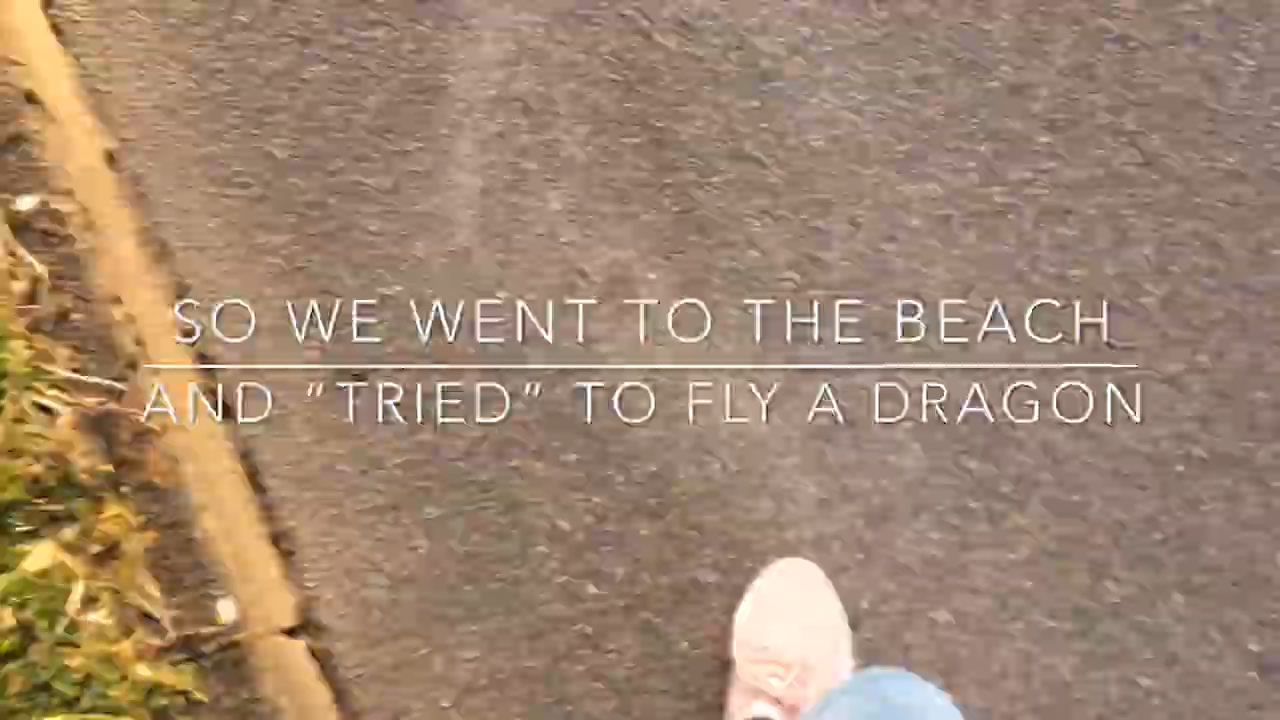 SO WE WENT TO THE BEACH
AND "TRIED" TO FLY A DRAGON